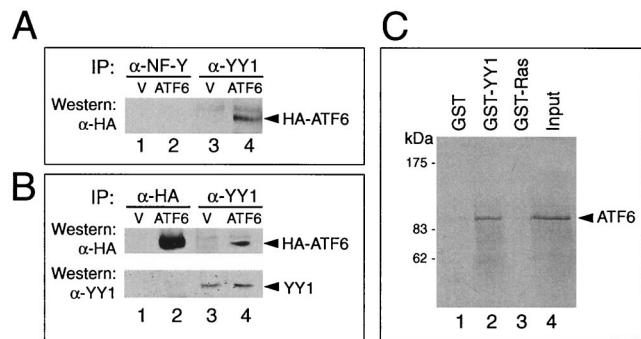 A
IP: α-NF-Y α-YY1
V ATF6 V ATF6
Western: α-HA
HA-ATF6
1 2 3 4
B
IP: α-HA α-YY1
V ATF6 V ATF6
Western: α-HA
HA-ATF6
Western: α-YY1
YY1
1 2 3 4
C
GST GST-YY1 GST-Ras Input
kDa
175 -
ATF6
83 -
62 -
1 2 3 4